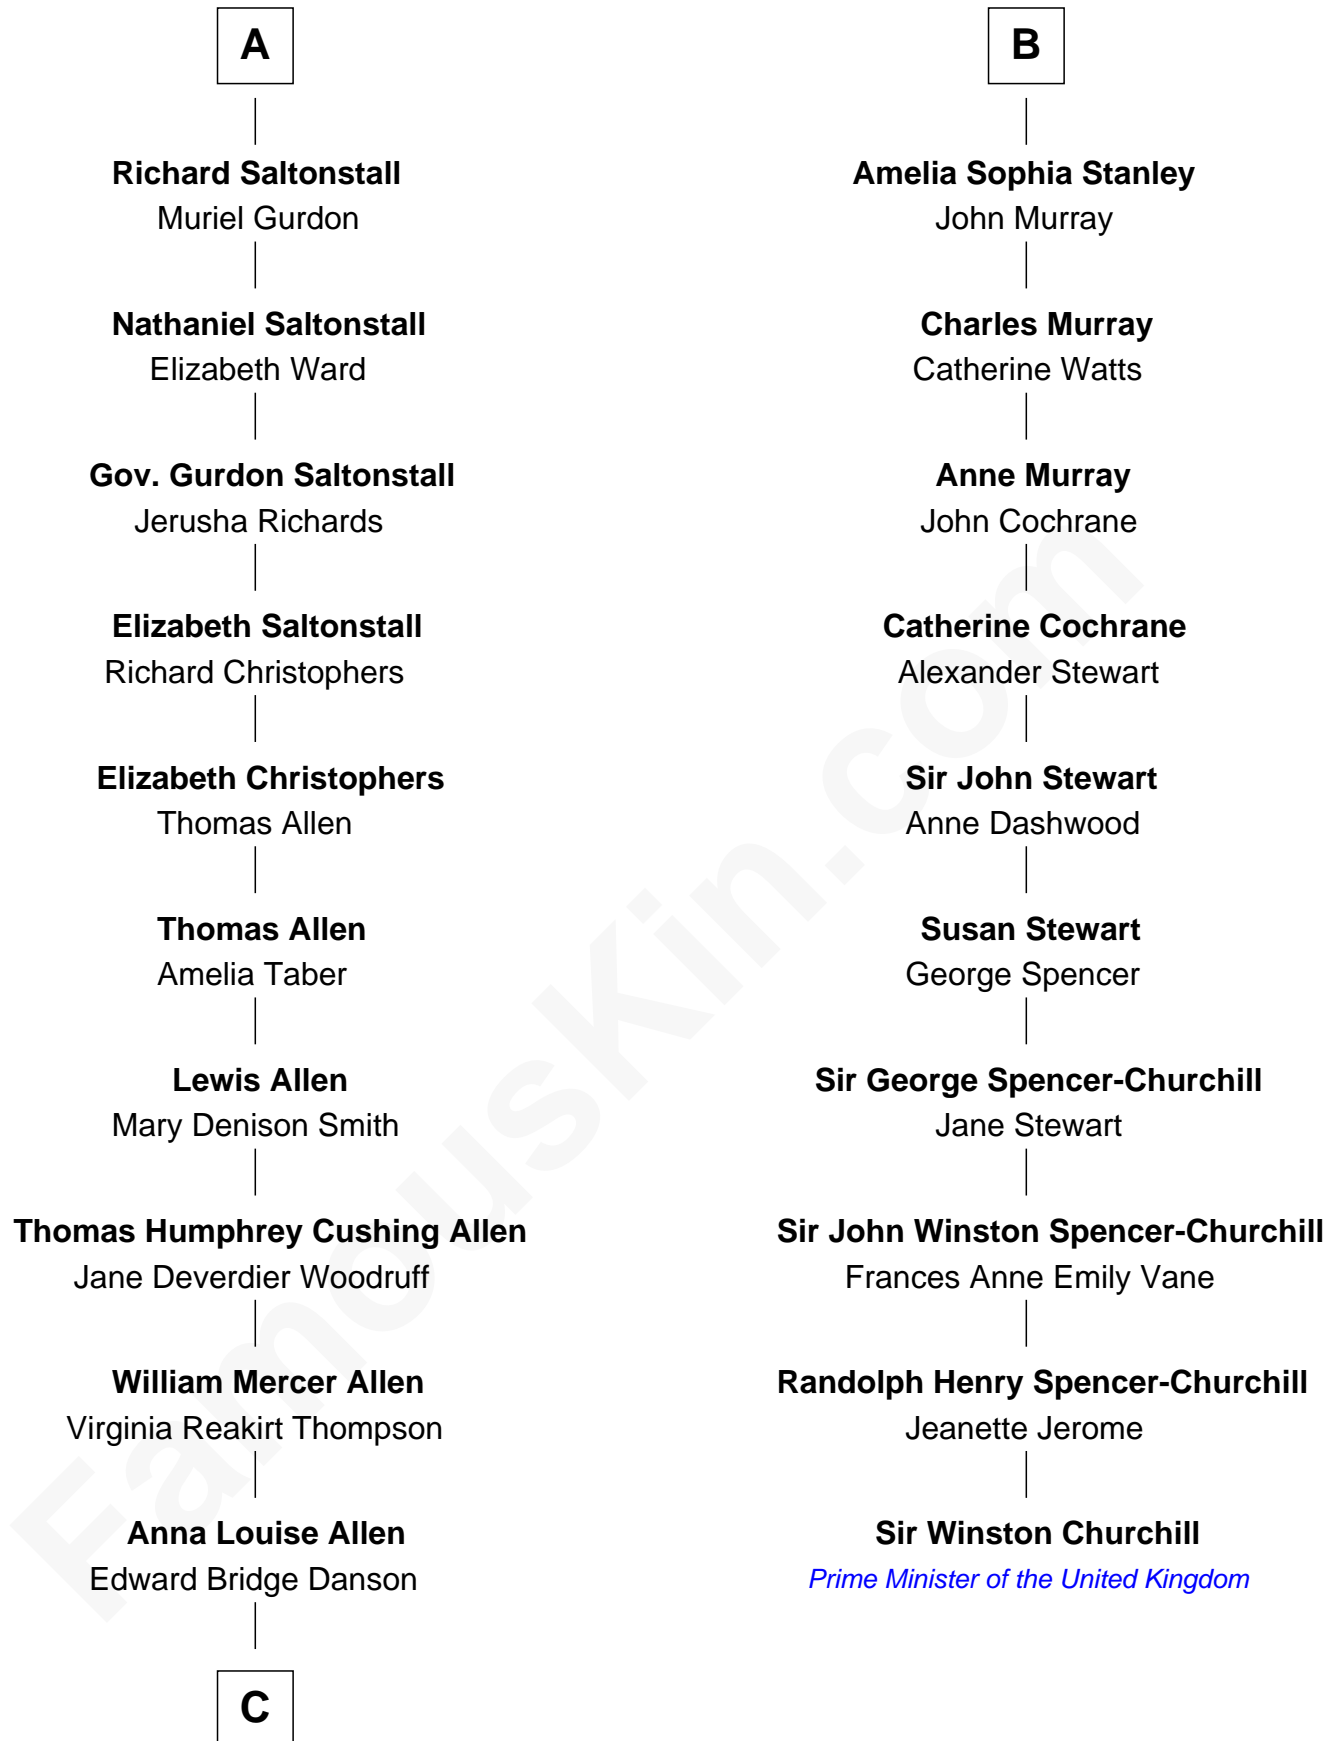 A
Richard Saltonstall
Muriel Gurdon
Nathaniel Saltonstall
Elizabeth Ward
Gov. Gurdon Saltonstall
Jerusha Richards
Elizabeth Saltonstall
Richard Christophers
Elizabeth Christophers
Thomas Allen
Thomas Allen
Amelia Taber
Lewis Allen
Mary Denison Smith
Thomas Humphrey Cushing Allen
Jane Deverdier Woodruff
William Mercer Allen
Virginia Reakirt Thompson
Anna Louise Allen
Edward Bridge Danson
C
B
Amelia Sophia Stanley
John Murray
Charles Murray
Catherine Watts
Anne Murray
John Cochrane
Catherine Cochrane
Alexander Stewart
Sir John Stewart
Anne Dashwood
Susan Stewart
George Spencer
Sir George Spencer-Churchill
Jane Stewart
Sir John Winston Spencer-Churchill
Frances Anne Emily Vane
Randolph Henry Spencer-Churchill
Jeanette Jerome
Sir Winston Churchill
Prime Minister of the United Kingdom
FamousKin.com